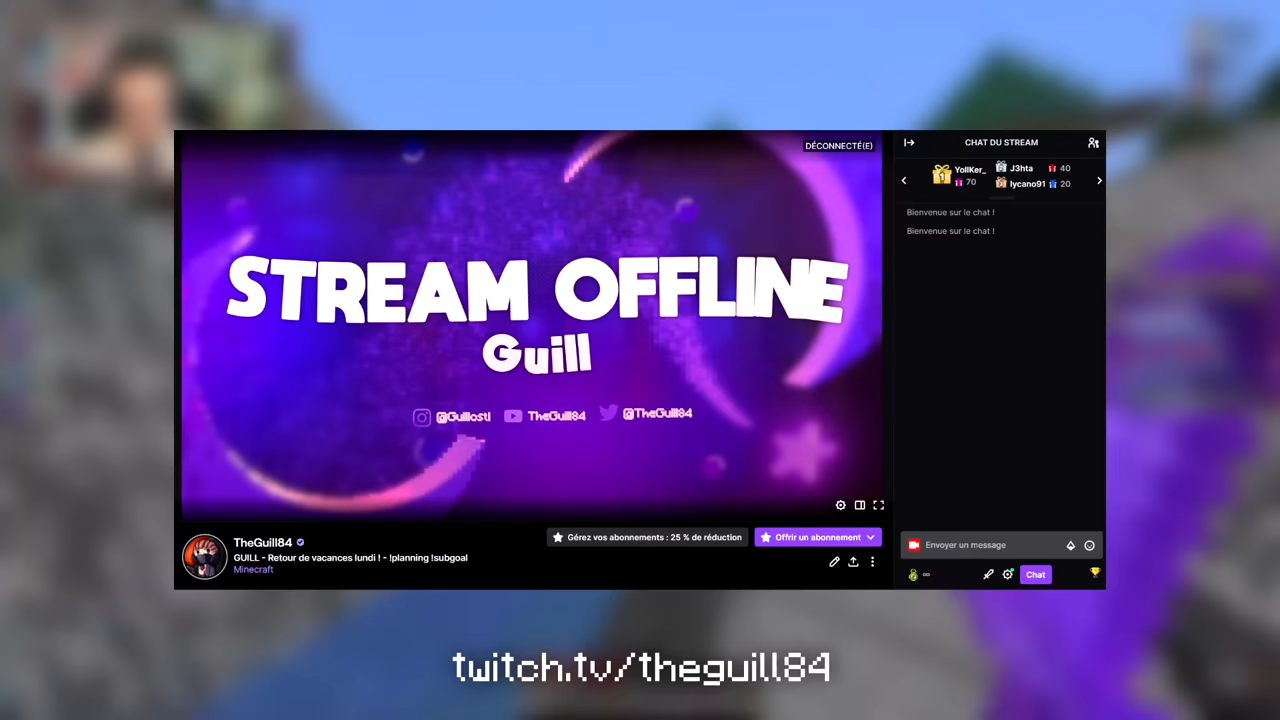 DÉCONNECTÉ(E)
STREAM OFFLINE
Guill
@Guillostl TheGuill84 @TheGuill84
TheGuill84
GUILL - Retour de vacances lundi ! - !planning !subgoal
Minecraft
Gérez vos abonnements : 25 % de réduction
Offrir un abonnement
CHAT DU STREAM
1 YollKer_ 70
J3hta 40
lycano91 20
Bienvenue sur le chat !
Bienvenue sur le chat !
Envoyer un message
∞
Chat
twitch.tv/theguill84